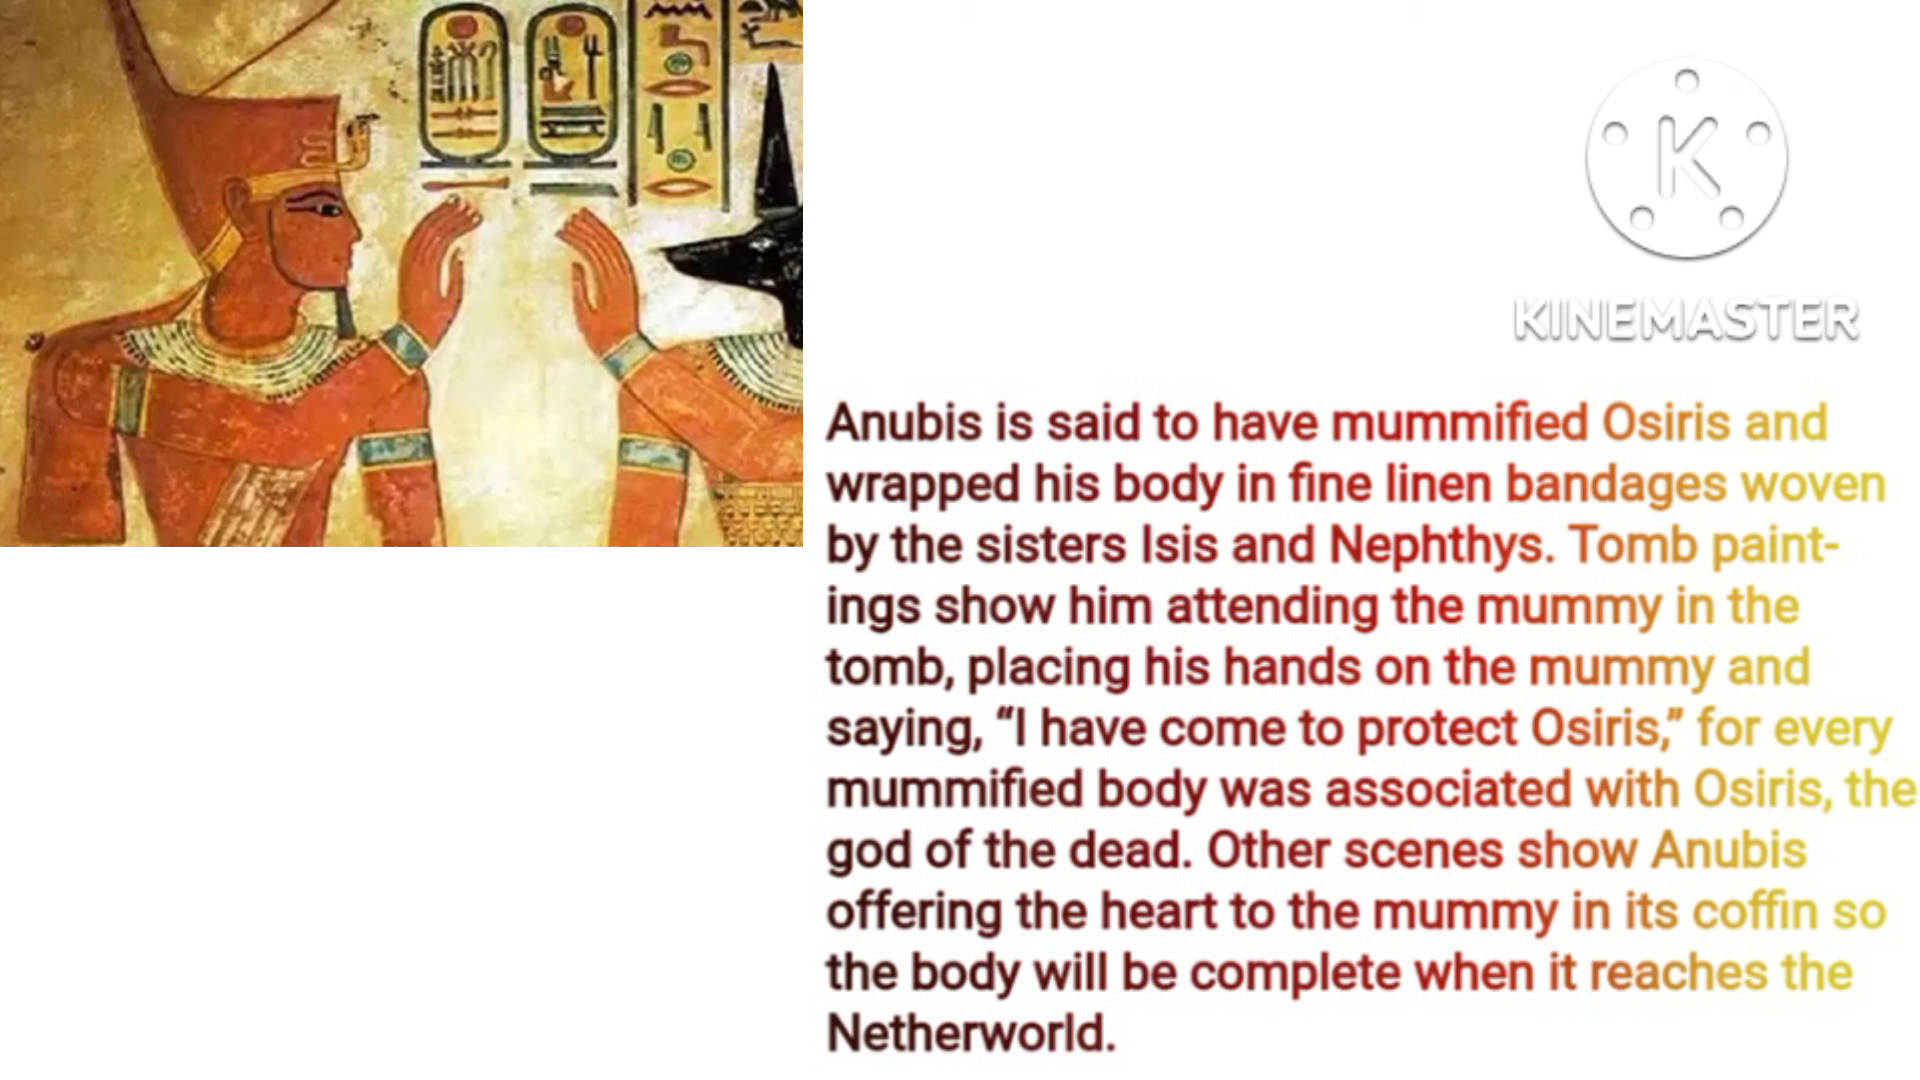 KINEMASTER
Anubis is said to have mummified Osiris and
wrapped his body in fine linen bandages woven
by the sisters Isis and Nephthys. Tomb paint-
ings show him attending the mummy in the
tomb, placing his hands on the mummy and
saying, “I have come to protect Osiris,” for every
mummified body was associated with Osiris, the
god of the dead. Other scenes show Anubis
offering the heart to the mummy in its coffin so
the body will be complete when it reaches the
Netherworld.